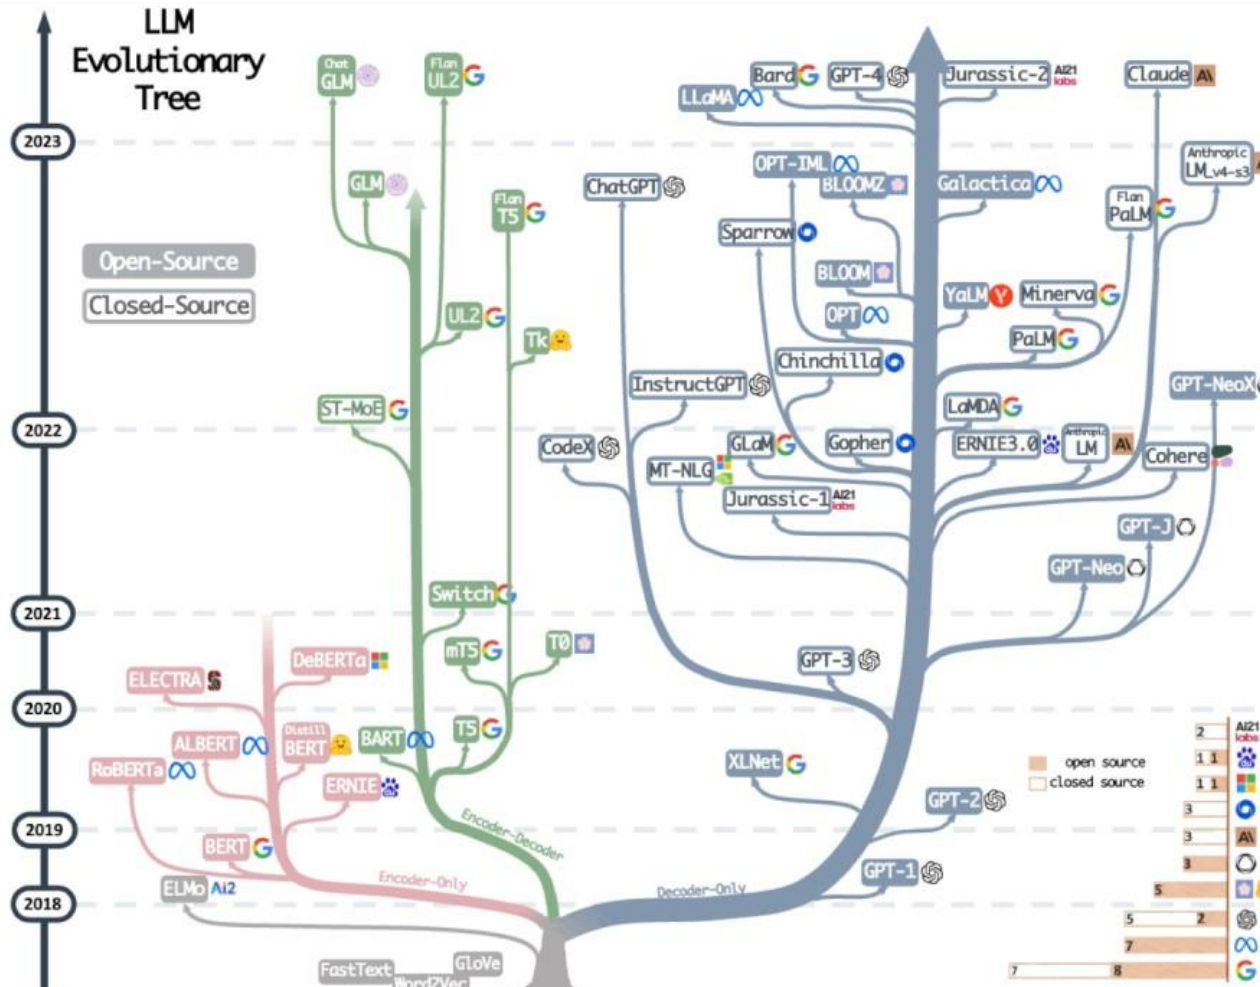 LLM
Evolutionary
Tree
2023
2022
2021
2020
2019
2018
Open-Source
Closed-Source
Chat
GLM
Flan
UL2
GLM
Flan
T5
UL2
Tk
ST-MoE
Switch
mT5
T0
BART
T5
Encoder-Decoder
DeBERTa
ELECTRA
ALBERT
Distill
BERT
RoBERTa
ERNIE
BERT
Encoder-Only
ELMo AI2
FastText
Word2Vec
GloVe
Bard
GPT-4
Jurassic-2 AI21 labs
Claude A\
LLaMA
OPT-IML
BLOOMZ
ChatGPT
Galactica
Anthropic
LM_v4-s3
Flan
PaLM
Sparrow
BLOOM
YaLM
Minerva
OPT
PaLM
Chinchilla
InstructGPT
GPT-NeoX
LaMDA
CodeX
GLaM
Gopher
ERNIE3.0
Anthropic
LM A\
Cohere
MT-NLG
Jurassic-1 AI21 labs
GPT-J
GPT-Neo
GPT-3
XLNet
GPT-2
GPT-1
Decoder-Only
open source
closed source
2 AI21 labs
1 1
1 1
3
3 A\
3
5
5 2
7
7 8